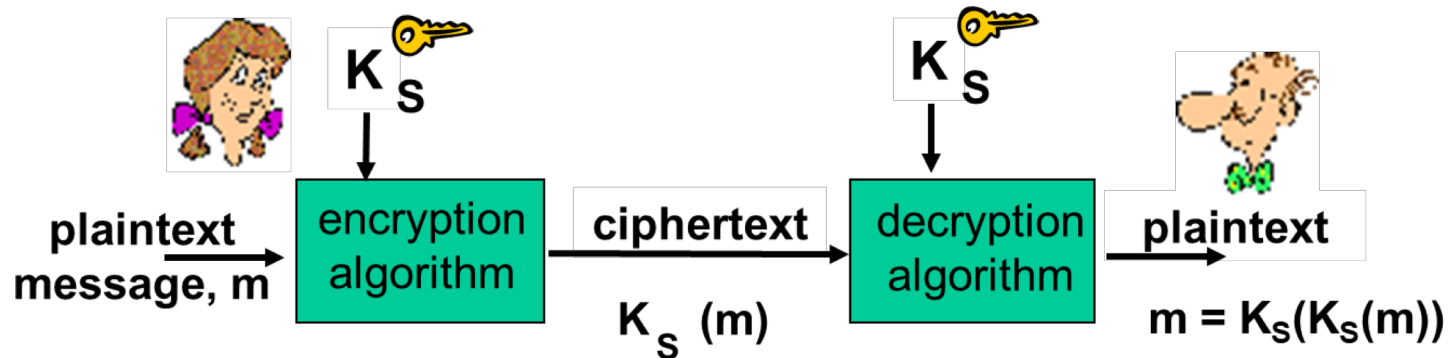 K S
K S
plaintext
message, m
encryption
algorithm
ciphertext
K S (m)
decryption
algorithm
plaintext
m = KS(KS(m))